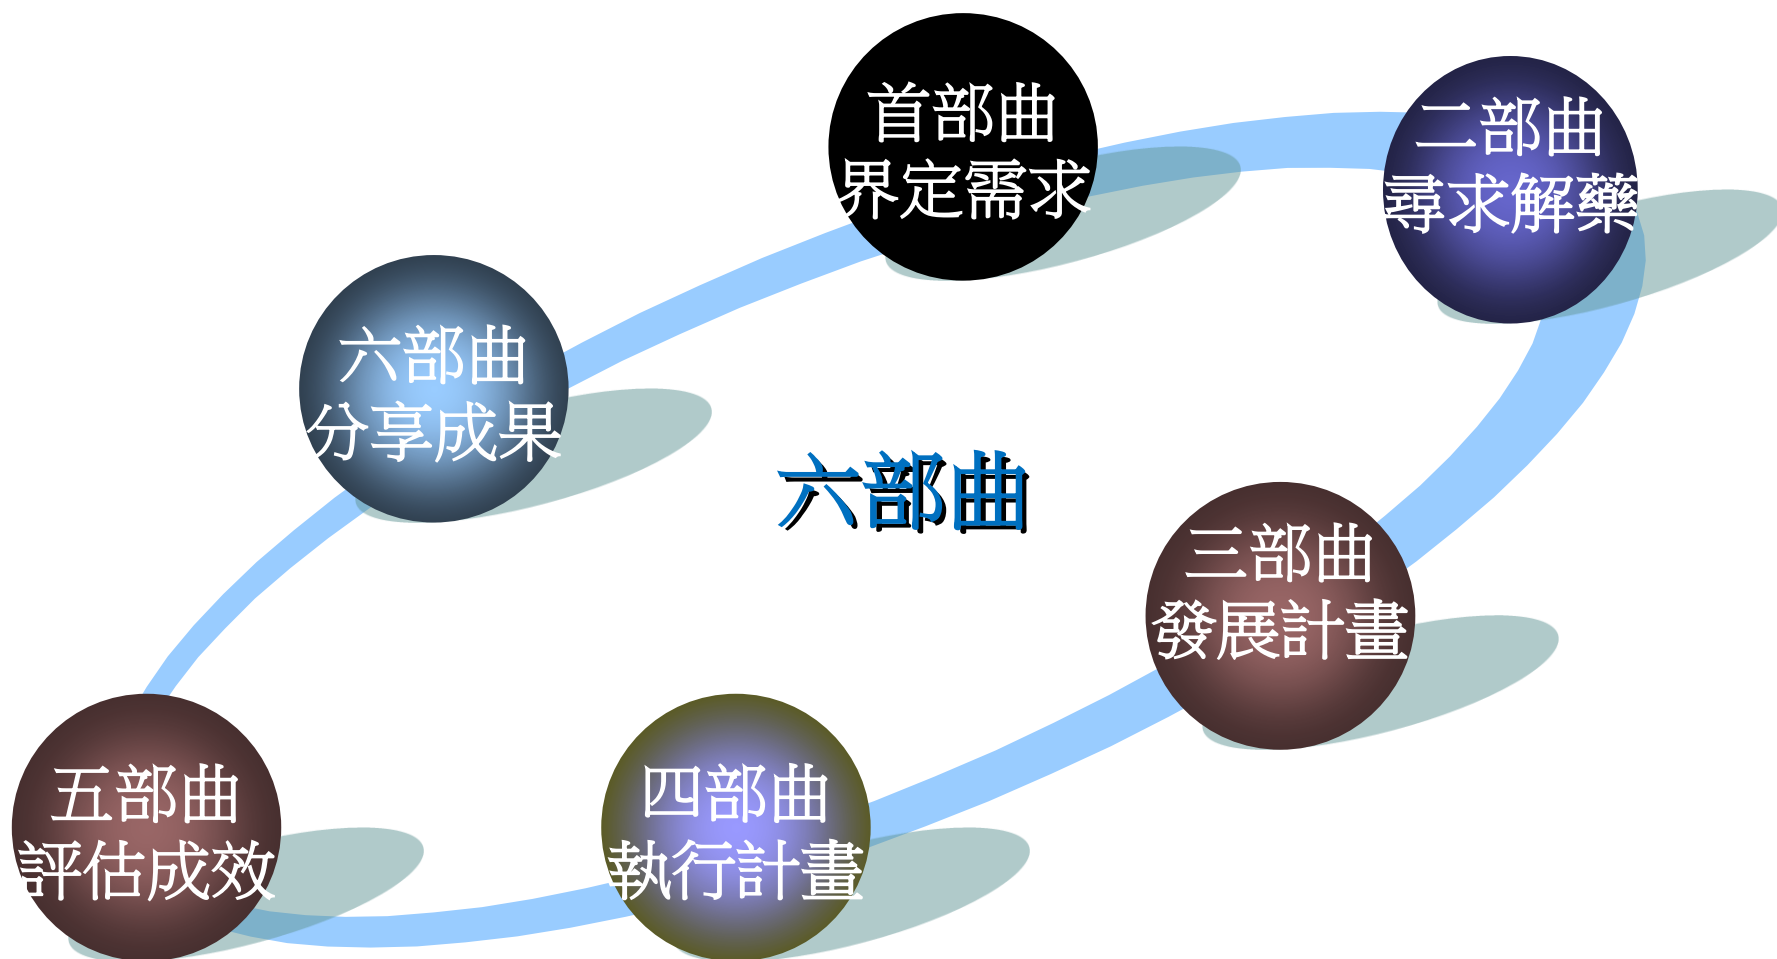 首部曲
界定需求
二部曲
尋求解藥
三部曲
發展計畫
四部曲
執行計畫
五部曲
評估成效
六部曲
分享成果
六部曲